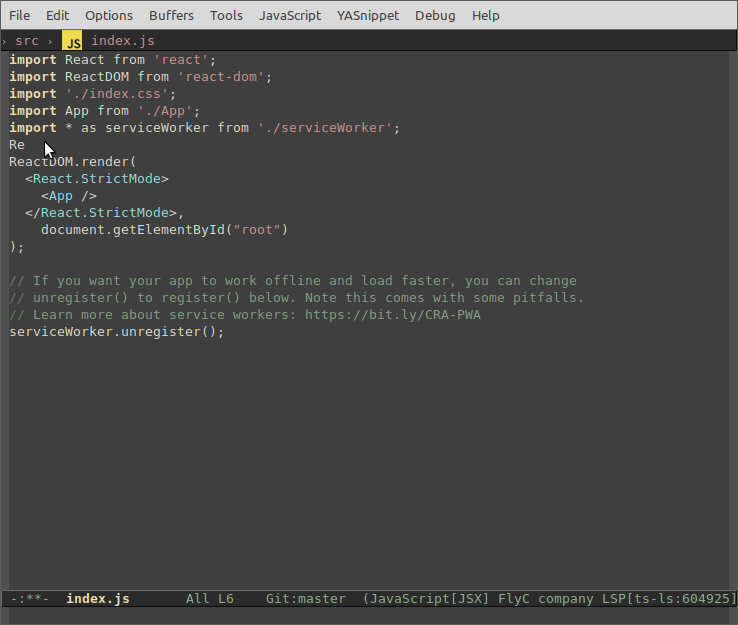 File Edit Options Buffers Tools JavaScript YASnippet Debug Help
› src › JS index.js
import React from 'react';
import ReactDOM from 'react-dom';
import './index.css';
import App from './App';
import * as serviceWorker from './serviceWorker';
Re
ReactDOM.render(
  <React.StrictMode>
    <App />
  </React.StrictMode>,
    document.getElementById("root")
);

// If you want your app to work offline and load faster, you can change
// unregister() to register() below. Note this comes with some pitfalls.
// Learn more about service workers: https://bit.ly/CRA-PWA
serviceWorker.unregister();
-:**-  index.js       All L6    Git:master  (JavaScript[JSX] FlyC company LSP[ts-ls:604925]